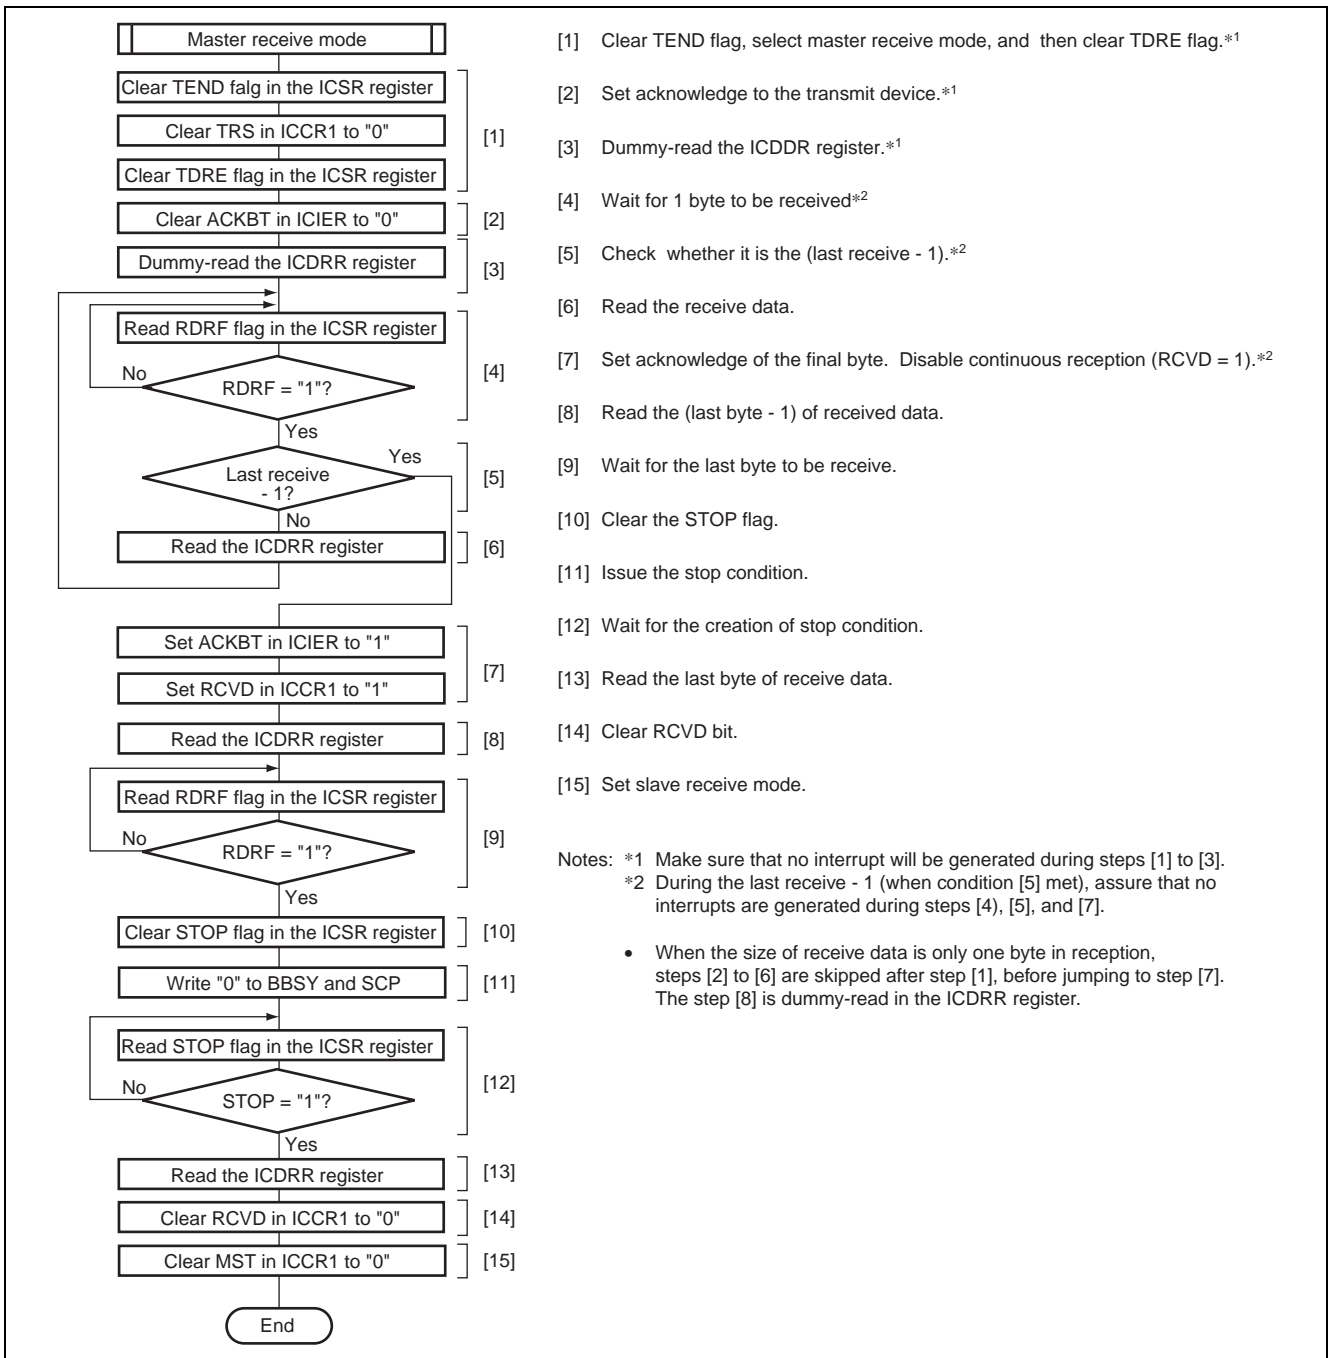 Master receive mode
Clear TEND falg in the ICSR register
Clear TRS in ICCR1 to "0"
[1]
Clear TDRE flag in the ICSR register
Clear ACKBT in ICIER to "0"
[2]
Dummy-read the ICDRR register
[3]
Read RDRF flag in the ICSR register
No
RDRF = "1"?
[4]
Yes
Yes
Last receive
- 1?
[5]
No
Read the ICDRR register
[6]
Set ACKBT in ICIER to "1"
[7]
Set RCVD in ICCR1 to "1"
Read the ICDRR register
[8]
Read RDRF flag in the ICSR register
No
RDRF = "1"?
[9]
Yes
Clear STOP flag in the ICSR register
[10]
Write "0" to BBSY and SCP
[11]
Read STOP flag in the ICSR register
No
STOP = "1"?
[12]
Yes
Read the ICDRR register
[13]
Clear RCVD in ICCR1 to "0"
[14]
Clear MST in ICCR1 to "0"
[15]
End
[1] Clear TEND flag, select master receive mode, and then clear TDRE flag.*1
[2] Set acknowledge to the transmit device.*1
[3] Dummy-read the ICDDR register.*1
[4] Wait for 1 byte to be received*2
[5] Check whether it is the (last receive - 1).*2
[6] Read the receive data.
[7] Set acknowledge of the final byte. Disable continuous reception (RCVD = 1).*2
[8] Read the (last byte - 1) of received data.
[9] Wait for the last byte to be receive.
[10] Clear the STOP flag.
[11] Issue the stop condition.
[12] Wait for the creation of stop condition.
[13] Read the last byte of receive data.
[14] Clear RCVD bit.
[15] Set slave receive mode.
Notes: *1 Make sure that no interrupt will be generated during steps [1] to [3].
*2 During the last receive - 1 (when condition [5] met), assure that no
interrupts are generated during steps [4), [5], and [7].
• When the size of receive data is only one byte in reception,
steps [2] to [6] are skipped after step [1], before jumping to step [7].
The step [8] is dummy-read in the ICDRR register.